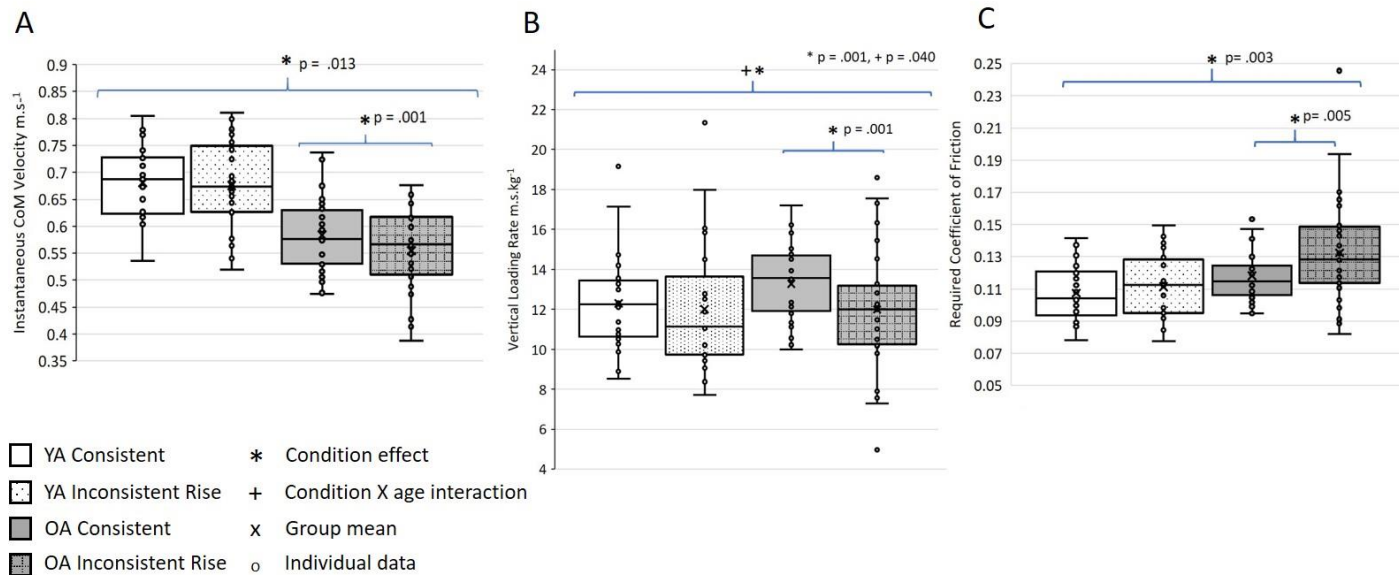 A
Instantaneous CoM Velocity m.s⁻¹
0.9
0.85
0.8
0.75
0.7
0.65
0.6
0.55
0.5
0.45
0.4
0.35
* p = .013
* p = .001
B
Vertical Loading Rate m.s.kg⁻¹
24
22
20
18
16
14
12
10
8
6
4
* p = .001, + p = .040
+ *
* p = .001
C
Required Coefficient of Friction
0.25
0.23
0.21
0.19
0.17
0.15
0.13
0.11
0.09
0.07
0.05
* p= .003
* p= .005
YA Consistent
YA Inconsistent Rise
OA Consistent
OA Inconsistent Rise
* Condition effect
+ Condition X age interaction
x Group mean
o Individual data